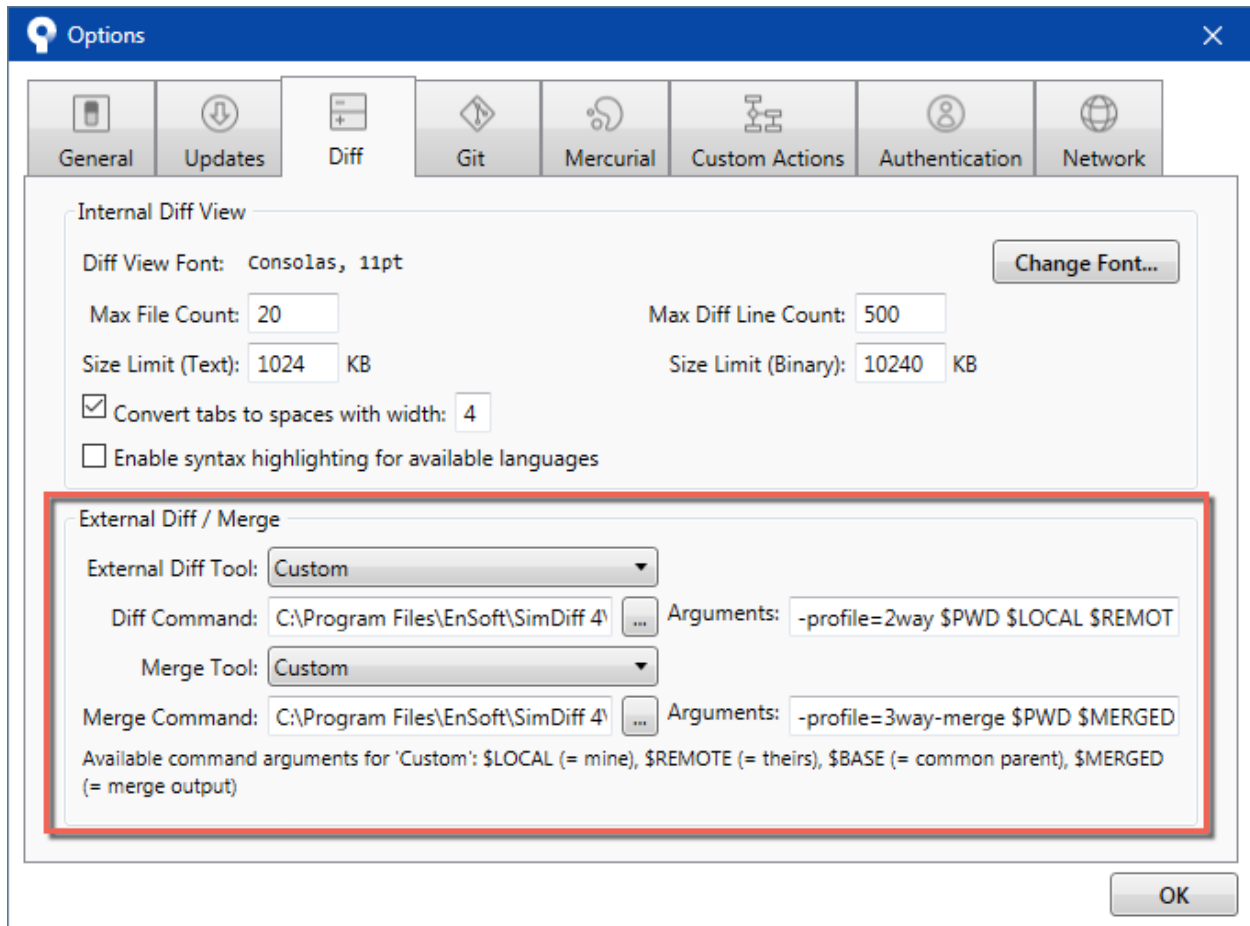 Options
General Updates Diff Git Mercurial Custom Actions Authentication Network
Internal Diff View
Diff View Font: Consolas, 11pt Change Font...
Max File Count: 20 Max Diff Line Count: 500
Size Limit (Text): 1024 KB Size Limit (Binary): 10240 KB
Convert tabs to spaces with width: 4
Enable syntax highlighting for available languages
External Diff / Merge
External Diff Tool: Custom
Diff Command: C:\Program Files\EnSoft\SimDiff 4\ ... Arguments: -profile=2way $PWD $LOCAL $REMOT
Merge Tool: Custom
Merge Command: C:\Program Files\EnSoft\SimDiff 4\ ... Arguments: -profile=3way-merge $PWD $MERGED
Available command arguments for 'Custom': $LOCAL (= mine), $REMOTE (= theirs), $BASE (= common parent), $MERGED
(= merge output)
OK